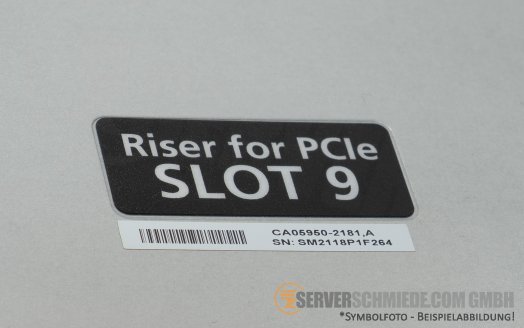 Riser for PCIe
SLOT 9
CA05950-2181,A
SN: SM2118P1F264
SERVERSCHMIEDE.COM GMBH
*SYMBOLFOTO - BEISPIELABBILDUNG!